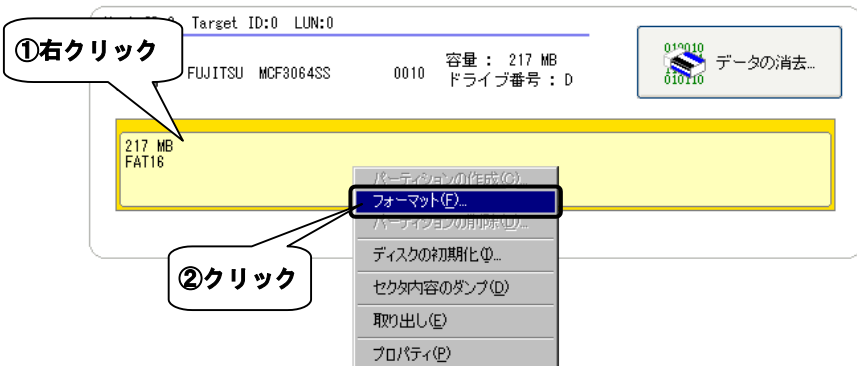 Target ID:0 LUN:0
①右クリック
FUJITSU MCF3064SS 0010 容量： 217 MB
ドライブ番号：D
データの消去...
217 MB
FAT16
パーティションの作成(C)...
フォーマット(F)...
パーティションの削除(D)...
ディスクの初期化(I)...
②クリック
セクタ内容のダンプ(D)
取り出し(E)
プロパティ(P)